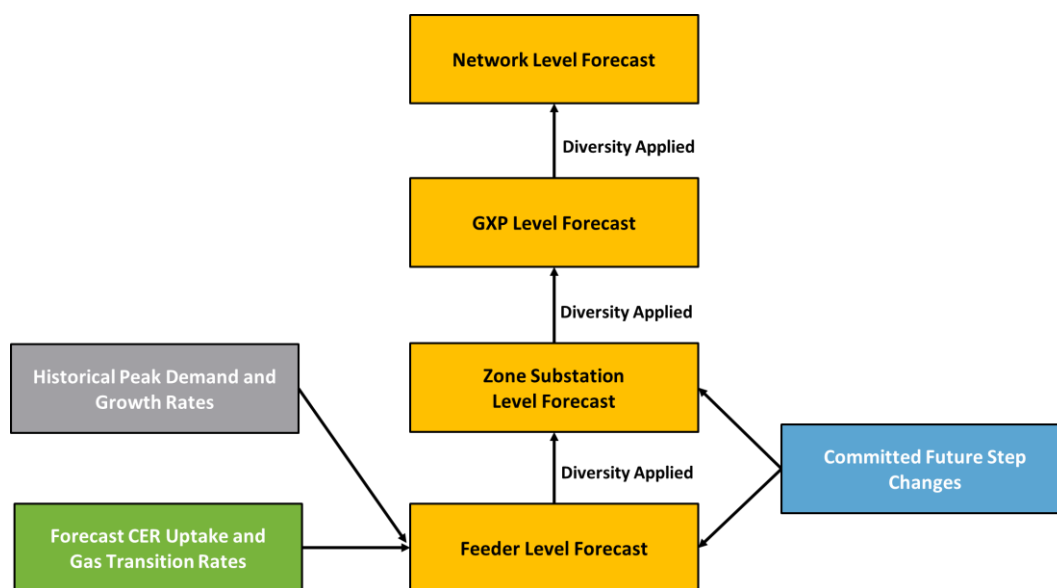 Network Level Forecast
Diversity Applied
GXP Level Forecast
Diversity Applied
Historical Peak Demand and
Growth Rates
Zone Substation
Level Forecast
Committed Future Step
Changes
Diversity Applied
Forecast CER Uptake and
Gas Transition Rates
Feeder Level Forecast